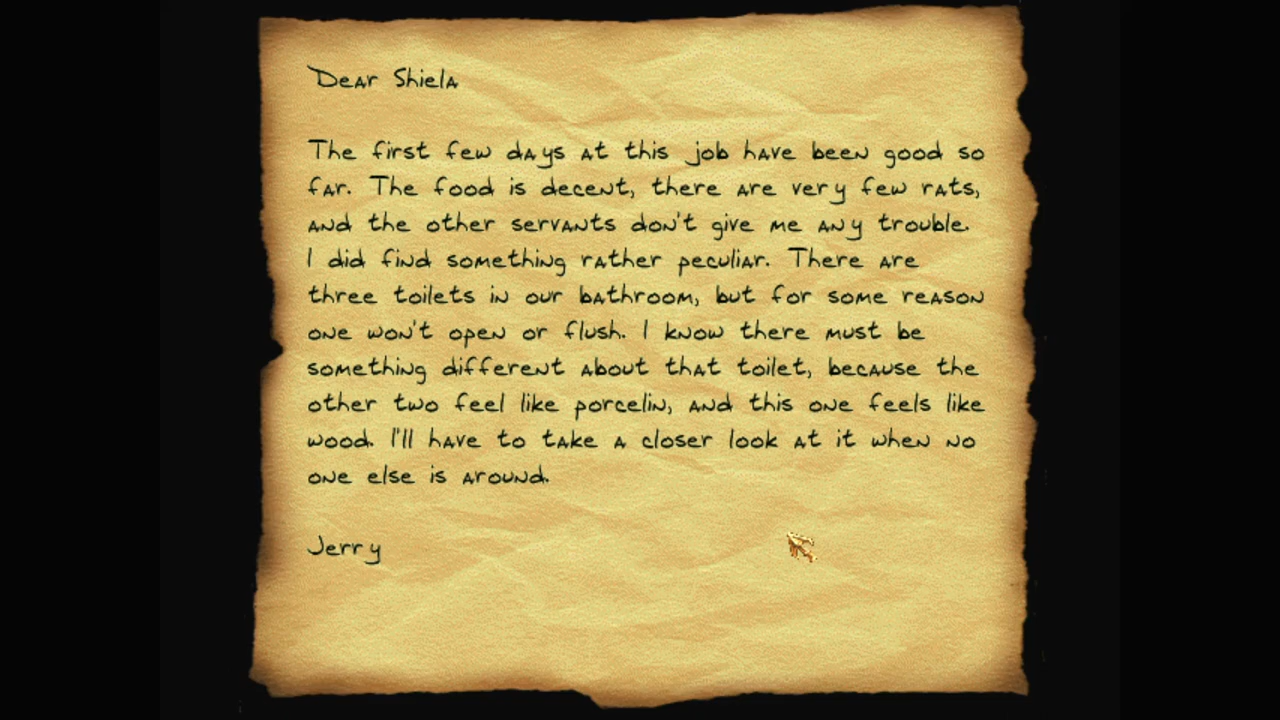 Dear Shiela
The first few days at this job have been good so
far. The food is decent, there are very few rats,
and the other servants don't give me any trouble.
I did find something rather peculiar. There are
three toilets in our bathroom, but for some reason
one won't open or flush. I know there must be
something different about that toilet, because the
other two feel like porcelin, and this one feels like
wood. I'll have to take a closer look at it when no
one else is around.
Jerry